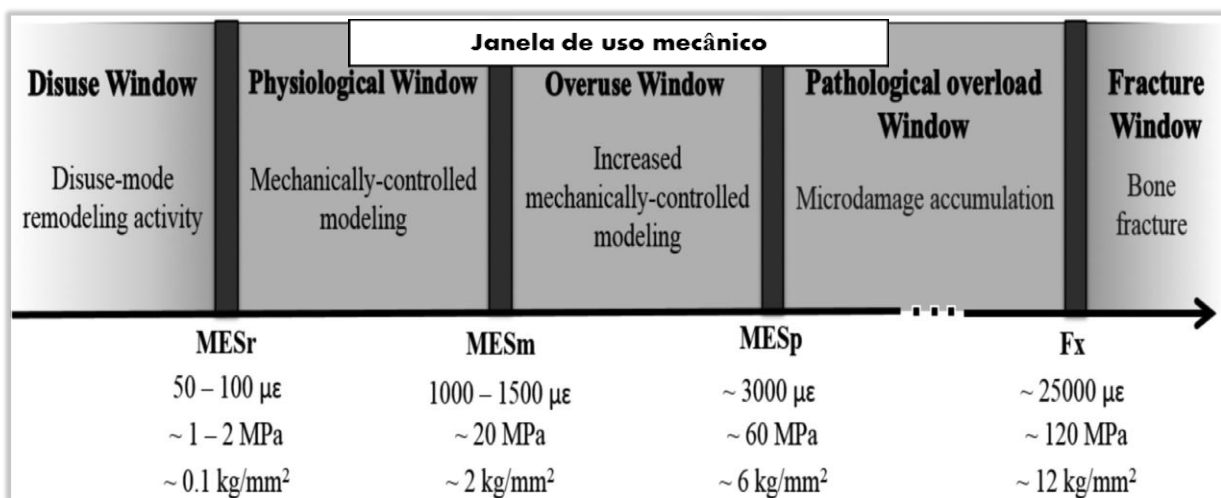 Janela de uso mecânico
Disuse Window
Disuse-mode
remodeling activity
Physiological Window
Mechanically-controlled
modeling
Overuse Window
Increased
mechanically-controlled
modeling
Pathological overload
Window
Microdamage accumulation
Fracture
Window
Bone
fracture
MESr
50 – 100 με
~ 1 – 2 MPa
~ 0.1 kg/mm²
MESm
1000 – 1500 με
~ 20 MPa
~ 2 kg/mm²
MESp
~ 3000 με
~ 60 MPa
~ 6 kg/mm²
Fx
~ 25000 με
~ 120 MPa
~ 12 kg/mm²